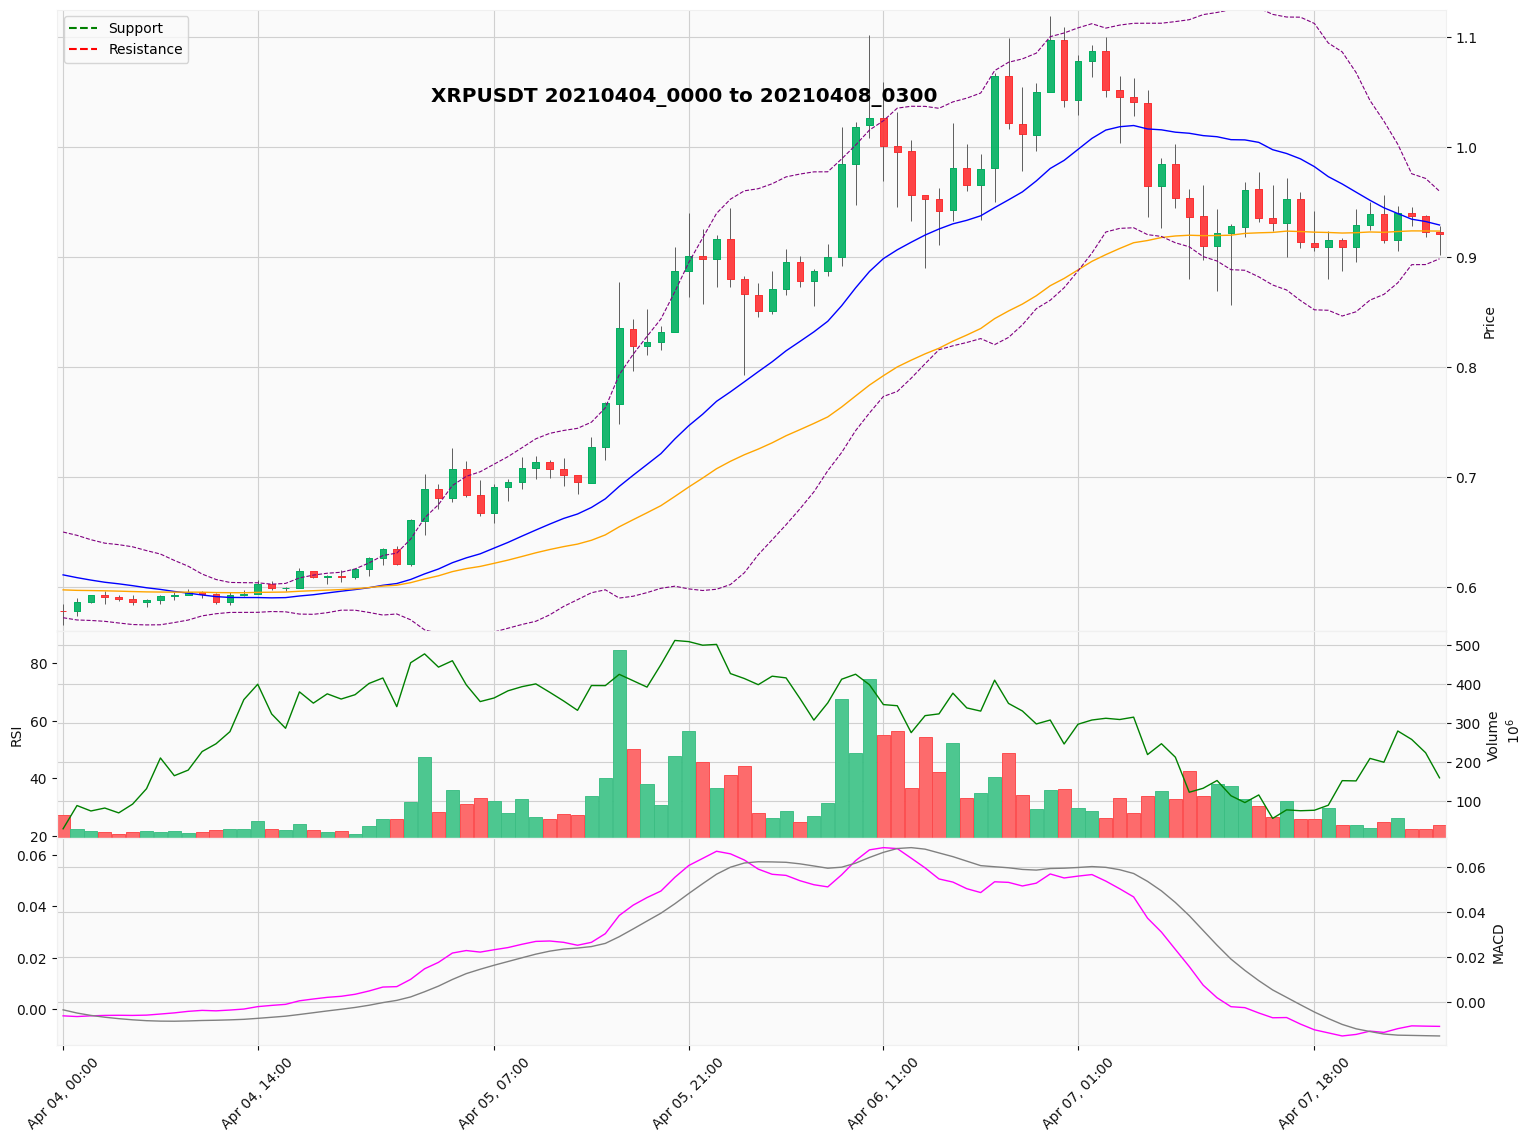 Support
Resistance
XRPUSDT 20210404_0000 to 20210408_0300
1.1
1.0
0.9
0.8
0.7
0.6
Price
80
60
40
20
RSI
500
400
300
200
100
Volume
10^6
0.06
0.04
0.02
0.00
0.06
0.04
0.02
0.00
MACD
Apr 04, 00:00
Apr 04, 14:00
Apr 05, 07:00
Apr 05, 21:00
Apr 06, 11:00
Apr 07, 01:00
Apr 07, 18:00